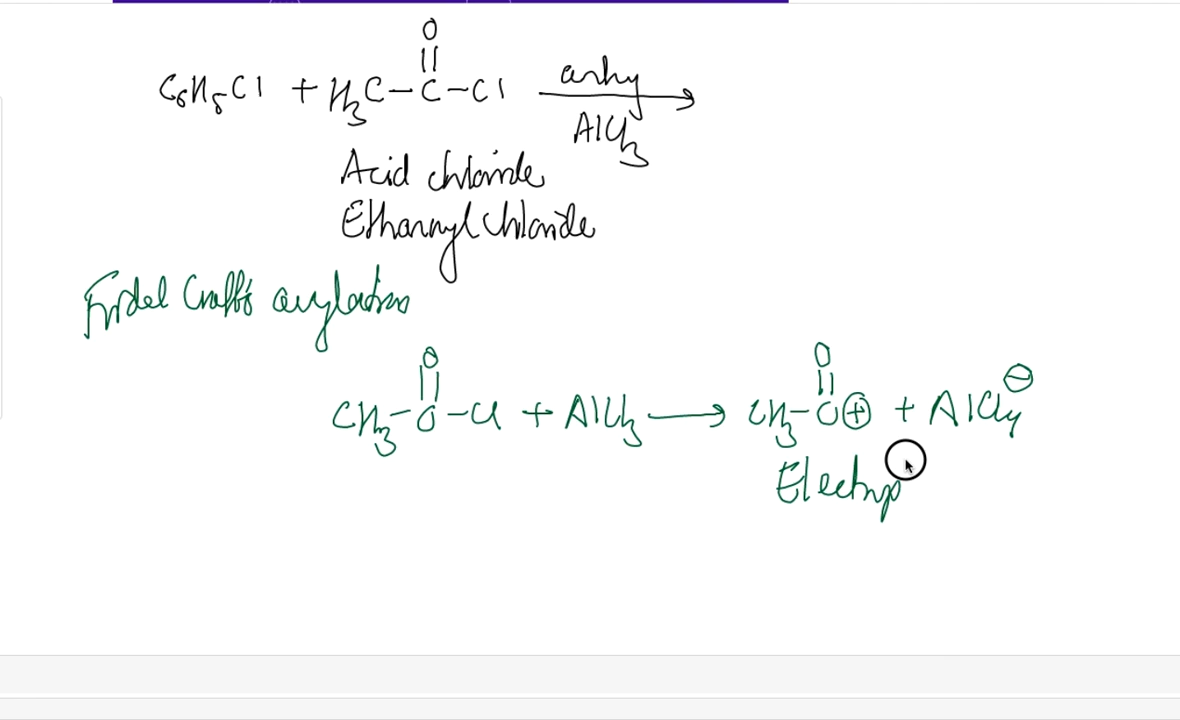 O
||
C6H5Cl + H3C-C-Cl anhy
AlCl3
Acid chloride
Ethanoyl chloride
Friedel Crafts acylation
O
||
CH3-C-Cl + AlCl3 → CH3-C⊕ + AlCl4⊖
O
||
Electrop